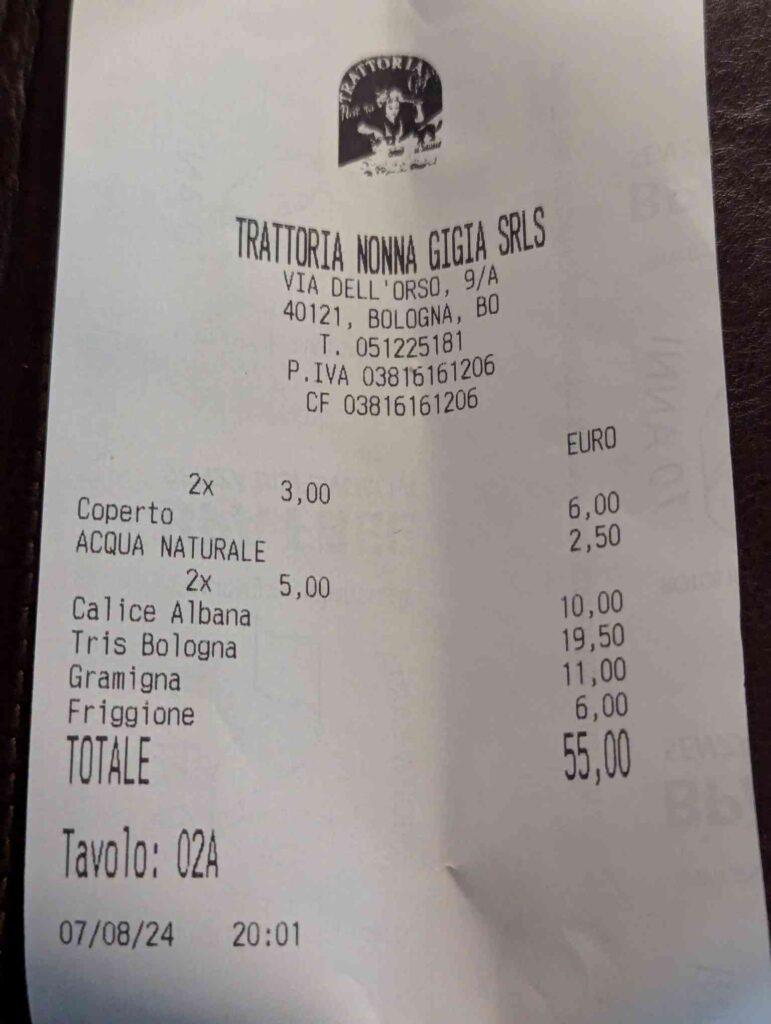 TRATTORIA
TRATTORIA NONNA GIGIA SRLS
VIA DELL'ORSO, 9/A
40121, BOLOGNA, BO
T. 051225181
P.IVA 03816161206
CF 03816161206
EURO
2x 3,00
Coperto 6,00
ACQUA NATURALE 2,50
2x 5,00
Calice Albana 10,00
Tris Bologna 19,50
Gramigna 11,00
Friggione 6,00
TOTALE 55,00
Tavolo: 02A
07/08/24 20:01